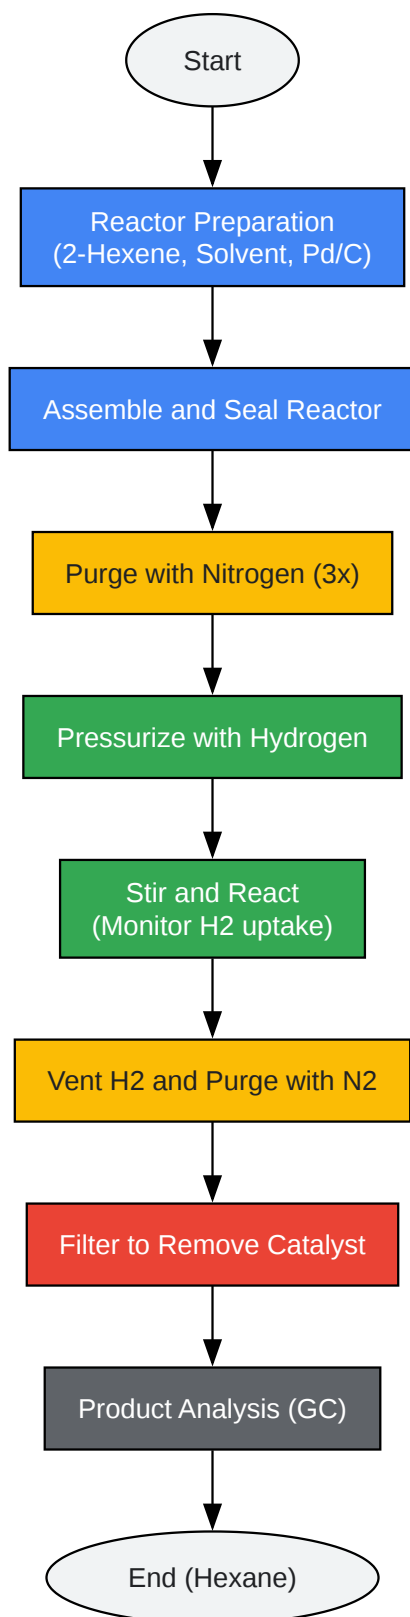 Start
Reactor Preparation
(2-Hexene, Solvent, Pd/C)
Assemble and Seal Reactor
Purge with Nitrogen (3x)
Pressurize with Hydrogen
Stir and React
(Monitor H2 uptake)
Vent H2 and Purge with N2
Filter to Remove Catalyst
Product Analysis (GC)
End (Hexane)